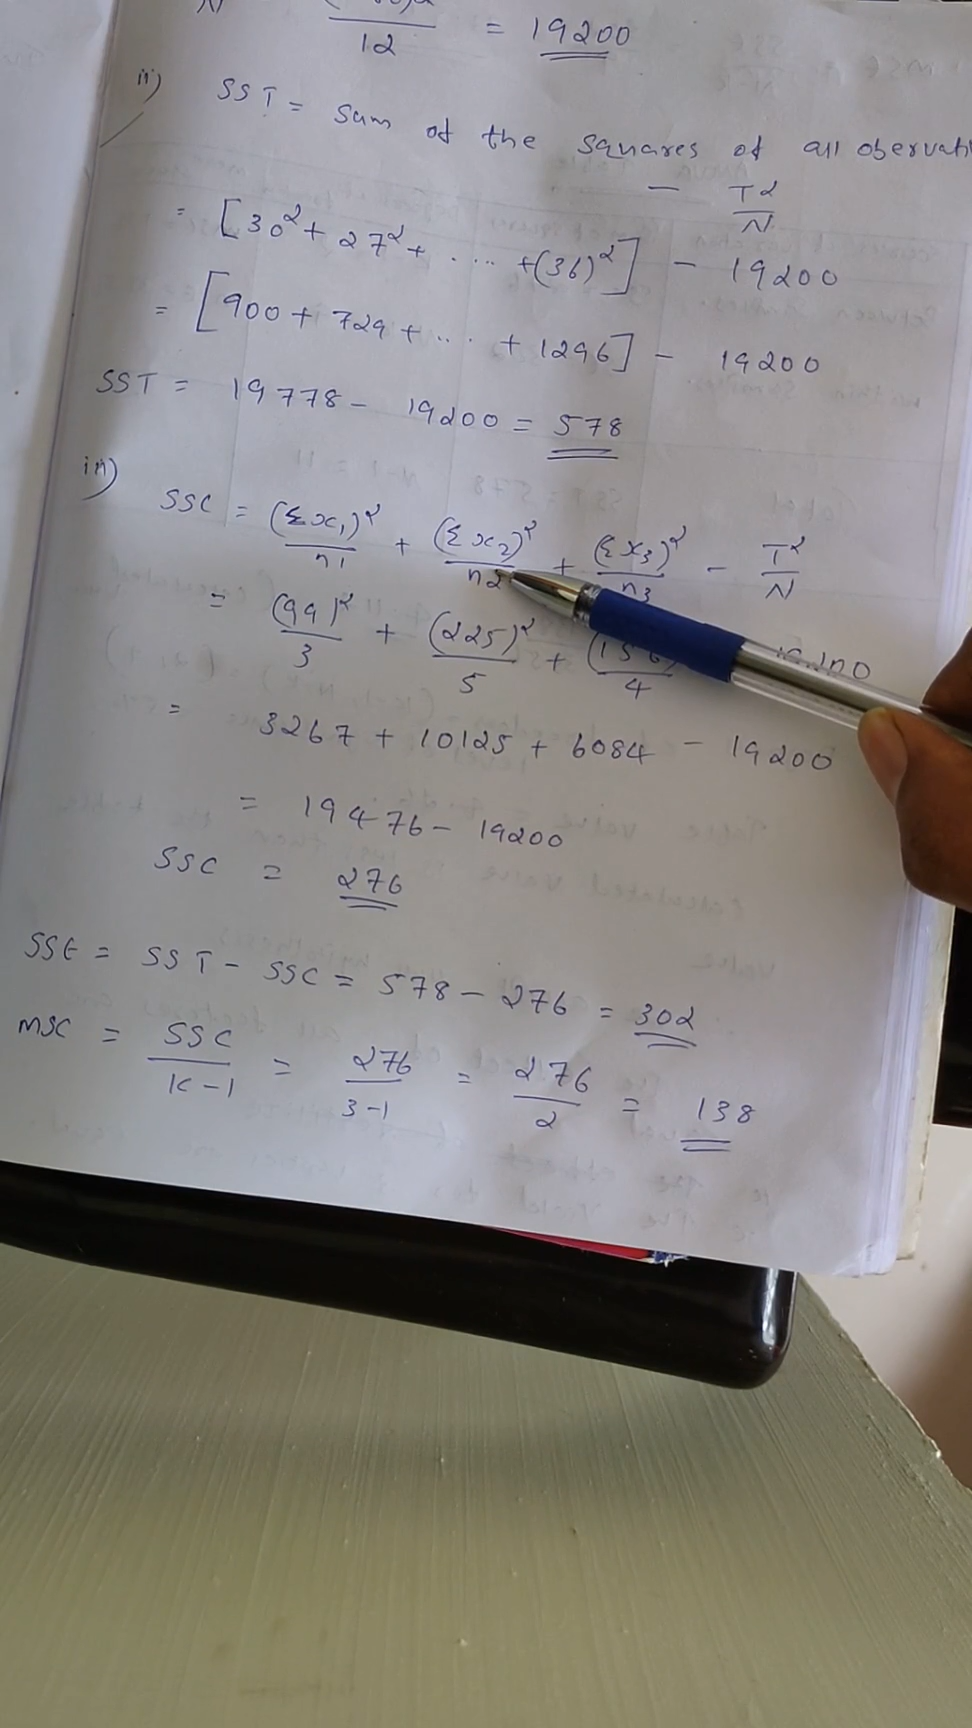 12 = 19200
ii) SST = Sum of the squares of all obervati
- T²/N
= [30² + 27² + .... + (36)²] - 19200
= [900 + 729 + ... + 1296] - 19200
SST = 19778 - 19200 = 578
iii) SSC = (Σx₁)²/n1 + (Σx₂)²/n2 + (Σx₃)²/n3 - T²/N
= (99)²/3 + (225)²/5 + (156/4
= 3267 + 10125 + 6084 - 19200
= 19476 - 19200
SSC = 276
SSE = SST - SSC = 578 - 276 = 302
MSC = SSC/K-1 = 276/3-1 = 276/2 = 138